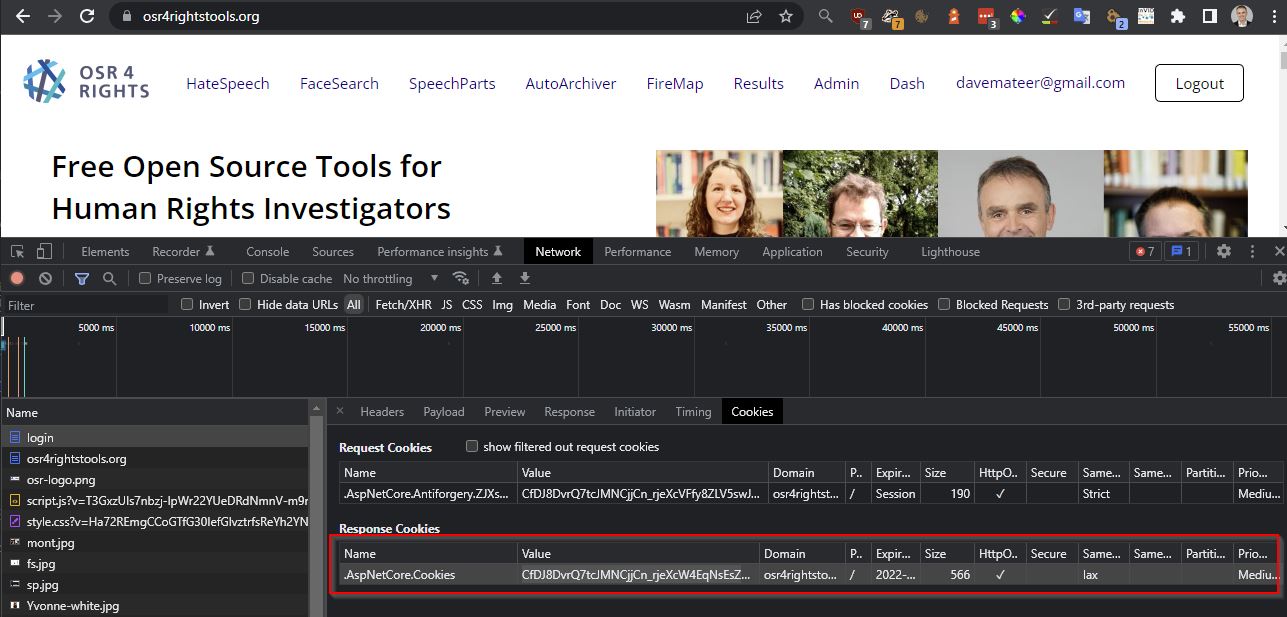 osr4rightstools.org
7
7
3
2
OSR 4
RIGHTS
HateSpeech FaceSearch SpeechParts AutoArchiver FireMap Results Admin Dash davemateer@gmail.com Logout
Free Open Source Tools for
Human Rights Investigators
Elements Recorder Console Sources Performance insights Network Performance Memory Application Security Lighthouse 7 1
Preserve log Disable cache No throttling
Filter Invert Hide data URLs All Fetch/XHR JS CSS Img Media Font Doc WS Wasm Manifest Other Has blocked cookies Blocked Requests 3rd-party requests
5000 ms 10000 ms 15000 ms 20000 ms 25000 ms 30000 ms 35000 ms 40000 ms 45000 ms 50000 ms 55000 ms
Name
login
osr4rightstools.org
osr-logo.png
script.js?v=T3GxzUls7nbzj-lpWr22YUeDRdNmnV-m9r
style.css?v=Ha72REmgCCoGTfG30IefGlvztrfsReYh2YN
mont.jpg
fs.jpg
sp.jpg
Yvonne-white.jpg
Headers Payload Preview Response Initiator Timing Cookies
Request Cookies show filtered out request cookies
Name Value Domain P.. Expir... Size HttpO.. Secure Same... Same... Partiti... Prio...
.AspNetCore.Antiforgery.ZJXs... CfDJ8DvrQ7tcJMNCjjCn_rjeXcVFfy8ZLV5swJ... osr4rightst... / Session 190 ✓ Strict Mediu...
Response Cookies
Name Value Domain P.. Expir... Size HttpO.. Secure Same... Same... Partiti... Prio...
.AspNetCore.Cookies CfDJ8DvrQ7tcJMNCjjCn_rjeXcW4EqNsEsZ... osr4rightsto... / 2022-... 566 ✓ lax Mediu...